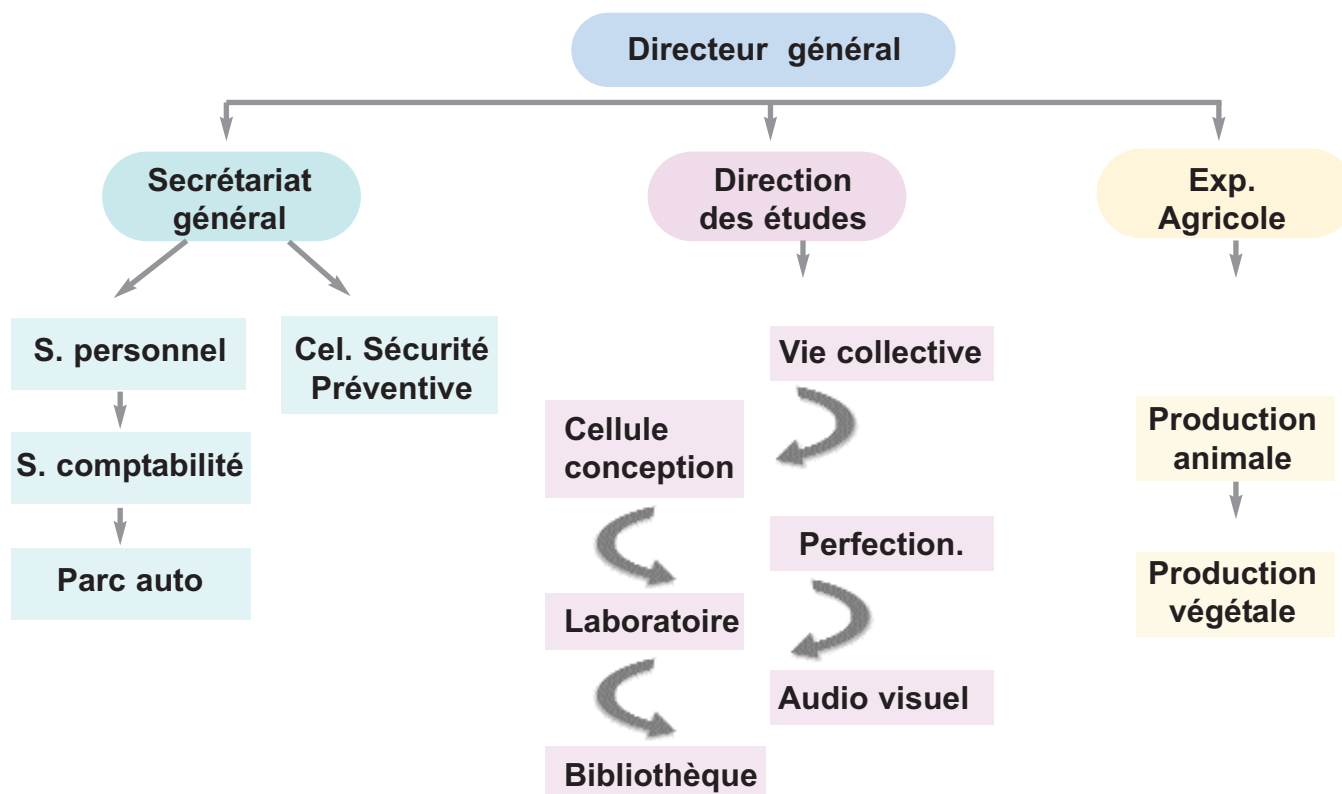 Directeur général
Secrétariat
général
Direction
des études
Exp.
Agricole
S. personnel
Cel. Sécurité
Préventive
S. comptabilité
Parc auto
Vie collective
Cellule
conception
Perfection.
Laboratoire
Audio visuel
Bibliothèque
Production
animale
Production
végétale